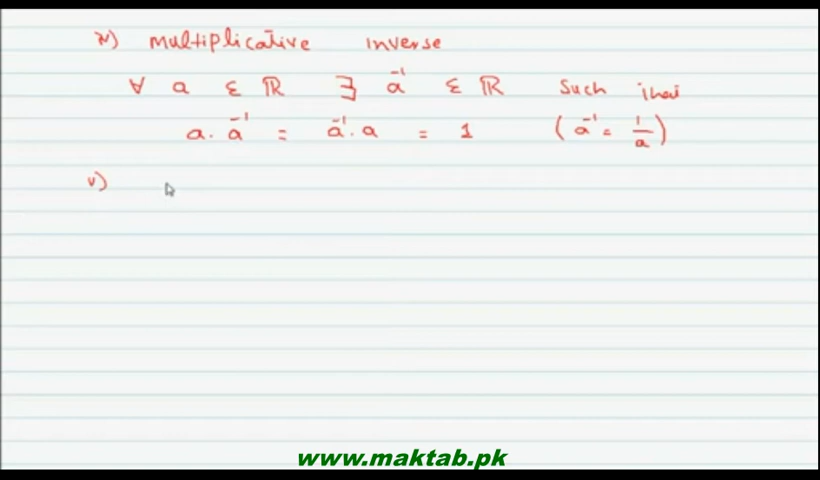 iv) multiplicative inverse
∀ a ∈ ℝ ∃ a⁻¹ ∈ ℝ Such that
a . a⁻¹ = a⁻¹ . a = 1 ( a⁻¹ = 1/a )
v)
www.maktab.pk